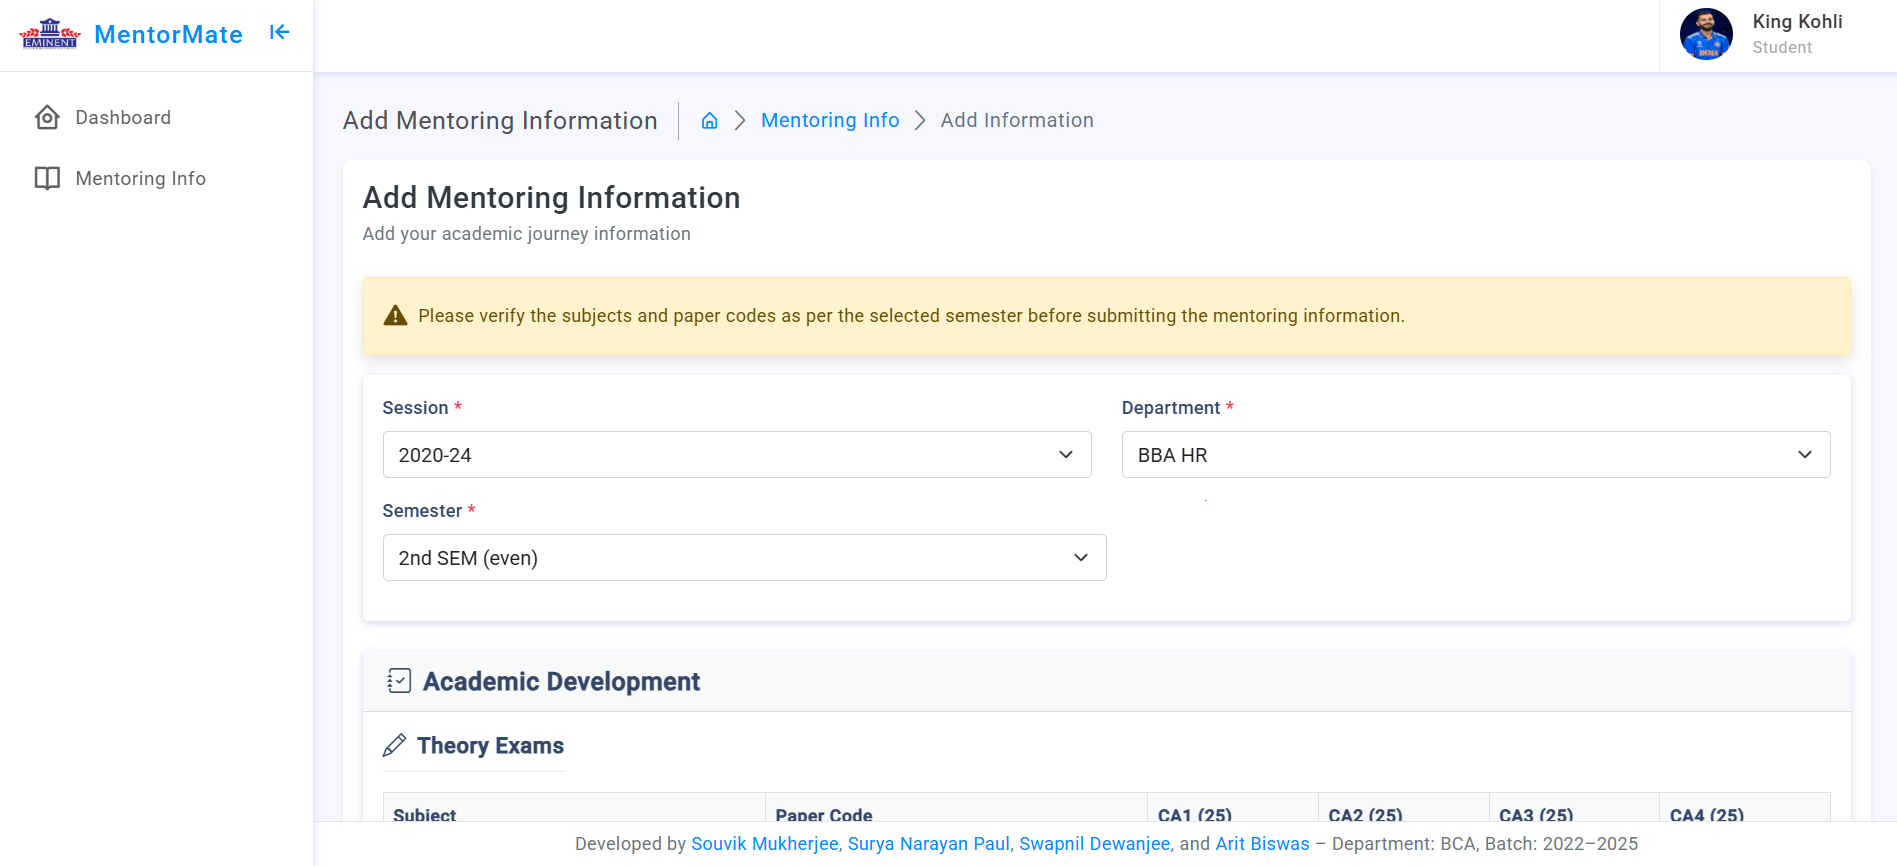 EMINENT
MentorMate
King Kohli
Student
INDIA
Dashboard
Mentoring Info
Add Mentoring Information
Mentoring Info
Add Information
Add Mentoring Information
Add your academic journey information
Please verify the subjects and paper codes as per the selected semester before submitting the mentoring information.
Session *
Department *
2020-24
BBA HR
Semester *
2nd SEM (even)
Academic Development
Theory Exams
Subject Paper Code CA1 (25) CA2 (25) CA3 (25) CA4 (25)
Developed by Souvik Mukherjee, Surya Narayan Paul, Swapnil Dewanjee, and Arit Biswas – Department: BCA, Batch: 2022–2025